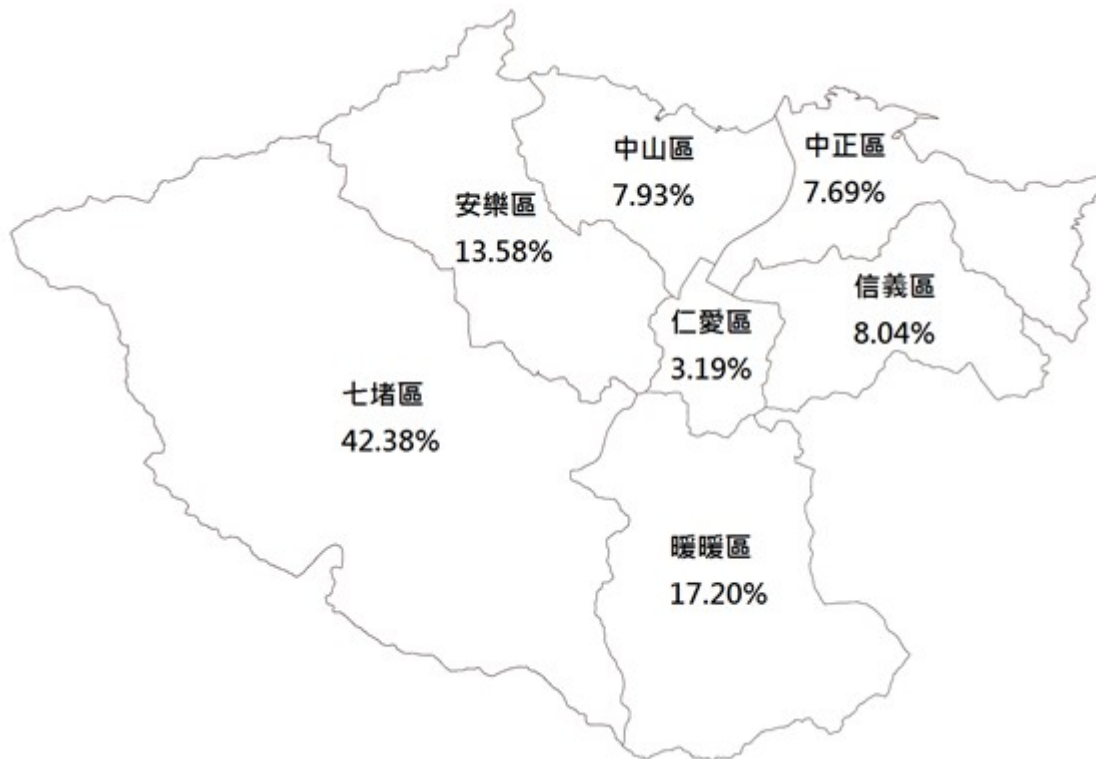 中山區
7.93%
中正區
7.69%
安樂區
13.58%
信義區
8.04%
仁愛區
3.19%
七堵區
42.38%
暖暖區
17.20%